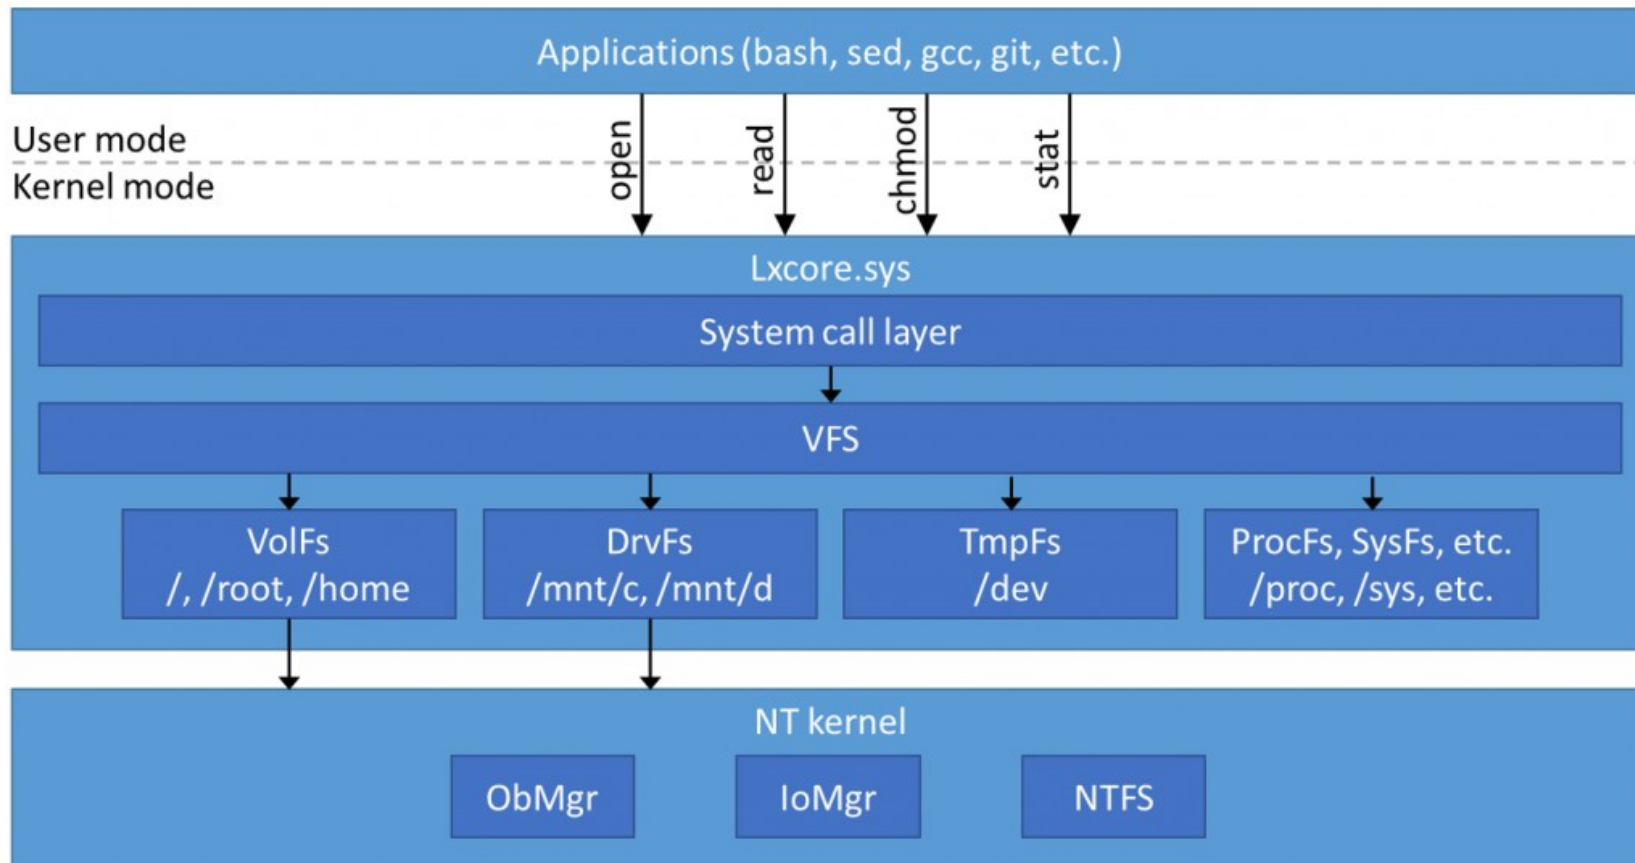 Applications (bash, sed, gcc, git, etc.)
User mode
Kernel mode
open
read
chmod
stat
Lxcore.sys
System call layer
VFS
VolFs
/, /root, /home
DrvFs
/mnt/c, /mnt/d
TmpFs
/dev
ProcFs, SysFs, etc.
/proc, /sys, etc.
NT kernel
ObMgr
IoMgr
NTFS